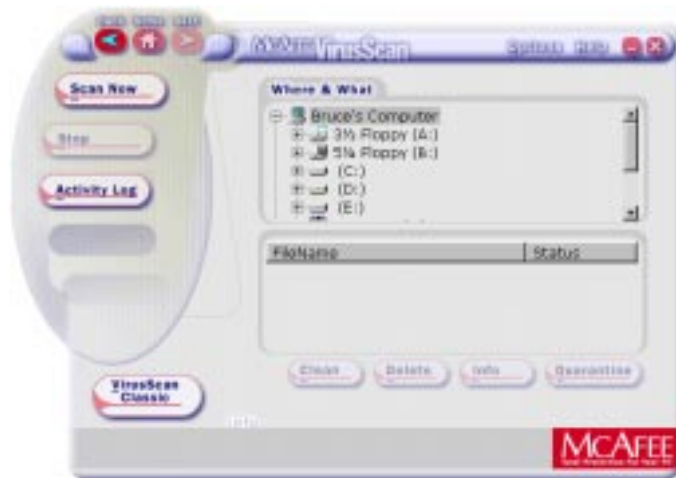 BACK HOME NEXT
McAfee VirusScan
Options Help
Scan Now
Stop
Activity Log
Where & What
Bruce's Computer
3½ Floppy (A:)
5¼ Floppy (B:)
(C:)
(D:)
(E:)
FileName Status
Clean Delete Info Quarantine
VirusScan
Classic
McAFEE